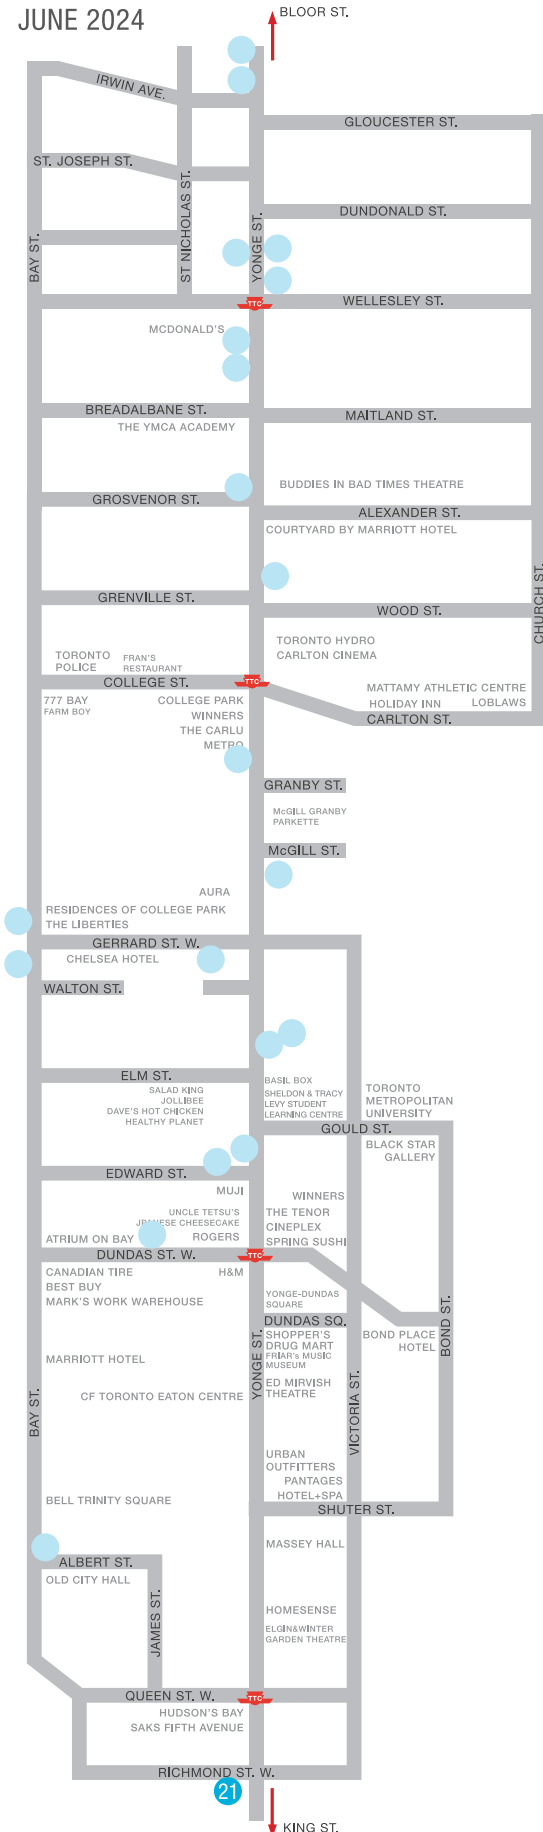 JUNE 2024
BLOOR ST.
IRWIN AVE.
GLOUCESTER ST.
ST. JOSEPH ST.
ST NICHOLAS ST.
DUNDONALD ST.
BAY ST.
YONGE ST.
TTC
WELLESLEY ST.
MCDONALD'S
BREADALBANE ST.
MAITLAND ST.
THE YMCA ACADEMY
BUDDIES IN BAD TIMES THEATRE
GROSVENOR ST.
ALEXANDER ST.
COURTYARD BY MARRIOTT HOTEL
CHURCH ST.
GRENVILLE ST.
WOOD ST.
TORONTO HYDRO
CARLTON CINEMA
TORONTO
POLICE
FRAN'S
RESTAURANT
COLLEGE ST.
TTC
MATTAMY ATHLETIC CENTRE
HOLIDAY INN
LOBLAWS
CARLTON ST.
777 BAY
FARM BOY
COLLEGE PARK
WINNERS
THE CARLU
METRO
GRANBY ST.
McGILL GRANBY
PARKETTE
McGILL ST.
AURA
RESIDENCES OF COLLEGE PARK
THE LIBERTIES
GERRARD ST. W.
CHELSEA HOTEL
WALTON ST.
ELM ST.
SALAD KING
JOLLIBEE
DAVE'S HOT CHICKEN
HEALTHY PLANET
BASIL BOX
SHELDON & TRACY
LEVY STUDENT
LEARNING CENTRE
TORONTO
METROPOLITAN
UNIVERSITY
GOULD ST.
BLACK STAR
GALLERY
EDWARD ST.
MUJI
WINNERS
UNCLE TETSU'S
JPANESE CHEESECAKE
ROGERS
THE TENOR
CINEPLEX
SPRING SUSHI
ATRIUM ON BAY
DUNDAS ST. W.
TTC
CANADIAN TIRE
BEST BUY
MARK'S WORK WAREHOUSE
H&M
YONGE-DUNDAS
SQUARE
DUNDAS SQ.
BOND ST.
SHOPPER'S
DRUG MART
FRIAR's MUSIC
MUSEUM
BOND PLACE
HOTEL
MARRIOTT HOTEL
YONGE ST.
ED MIRVISH
THEATRE
CF TORONTO EATON CENTRE
BAY ST.
VICTORIA ST.
URBAN
OUTFITTERS
PANTAGES
HOTEL+SPA
BELL TRINITY SQUARE
SHUTER ST.
MASSEY HALL
ALBERT ST.
OLD CITY HALL
JAMES ST.
HOMESENSE
ELGIN&WINTER
GARDEN THEATRE
QUEEN ST. W.
TTC
HUDSON'S BAY
SAKS FIFTH AVENUE
RICHMOND ST. W.
21
KING ST.